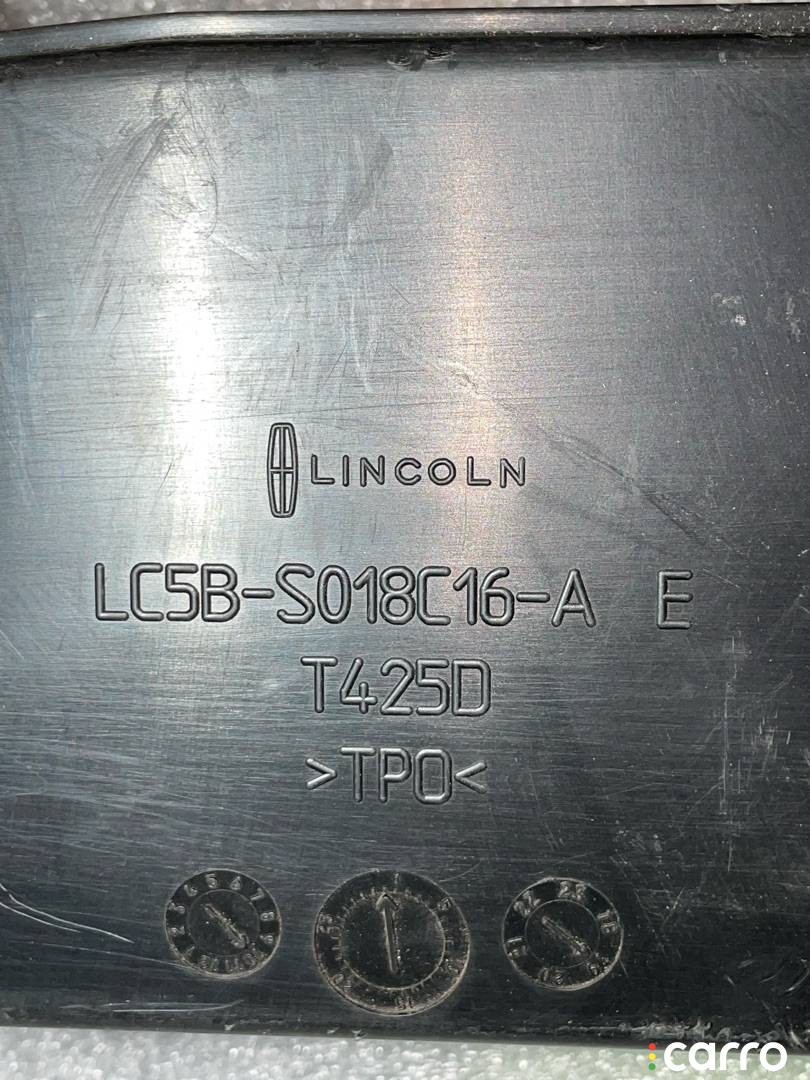 LINCOLN
LC5B-S018C16-A E
T425D
>TPO<
carro